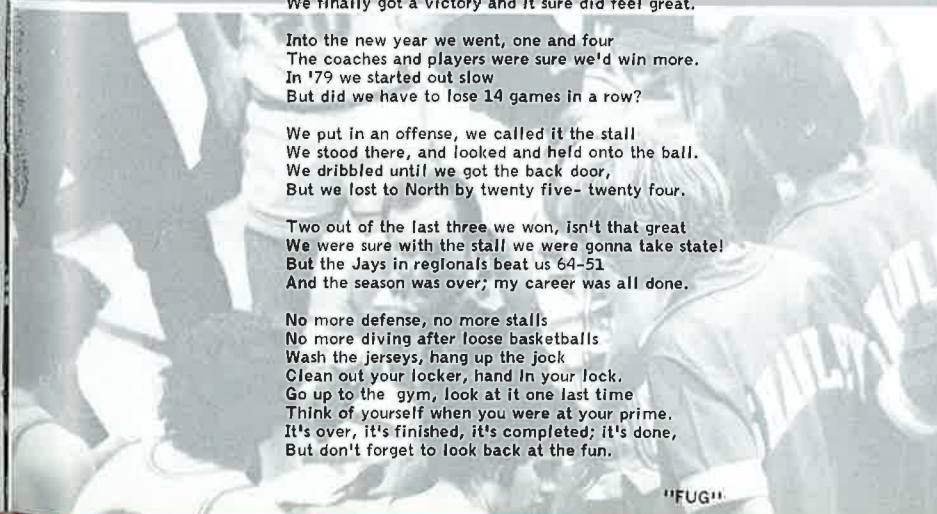 We finally got a victory and it sure did feel great.
Into the new year we went, one and four
The coaches and players were sure we'd win more.
In '79 we started out slow
But did we have to lose 14 games in a row?
We put in an offense, we called it the stall
We stood there, and looked and held onto the ball.
We dribbled until we got the back door,
But we lost to North by twenty five- twenty four.
Two out of the last three we won, isn't that great
We were sure with the stall we were gonna take state!
But the Jays in regionals beat us 64-51
And the season was over; my career was all done.
No more defense, no more stalls
No more diving after loose basketballs
Wash the jerseys, hang up the jock
Clean out your locker, hand in your lock.
Go up to the gym, look at it one last time
Think of yourself when you were at your prime.
It's over, it's finished, it's completed; it's done,
But don't forget to look back at the fun.
"FUG"